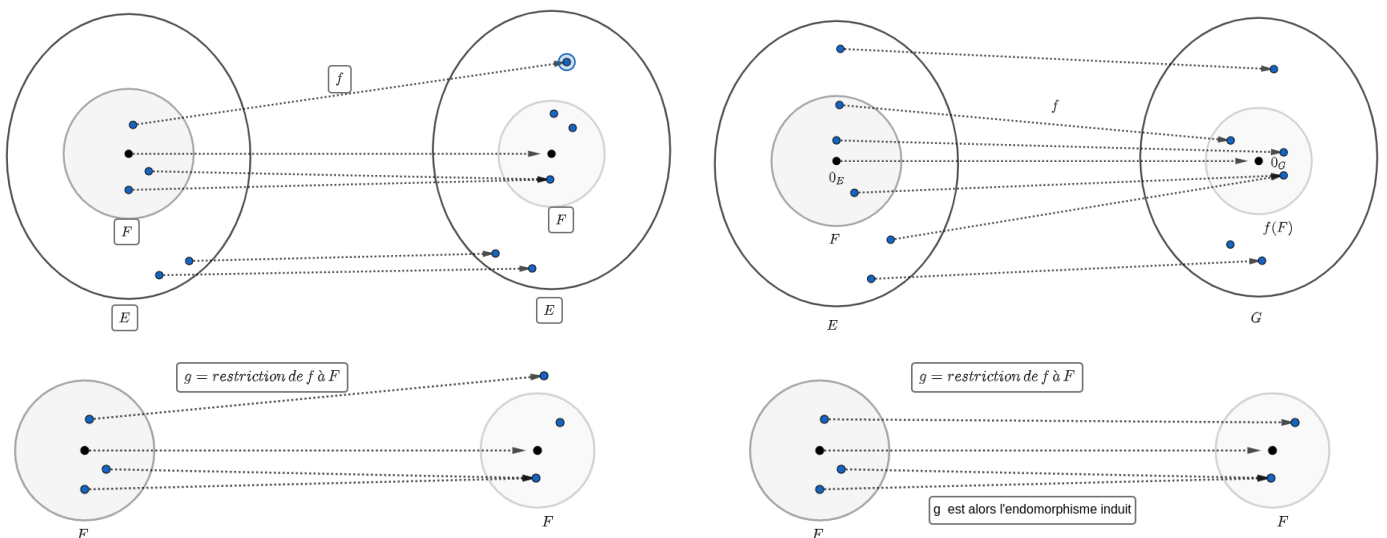 f
F
F
E
E
f
0_E
0_G
F
f(F)
E
G
g = restriction de f à F
F
F
g = restriction de f à F
g est alors l'endomorphisme induit
F